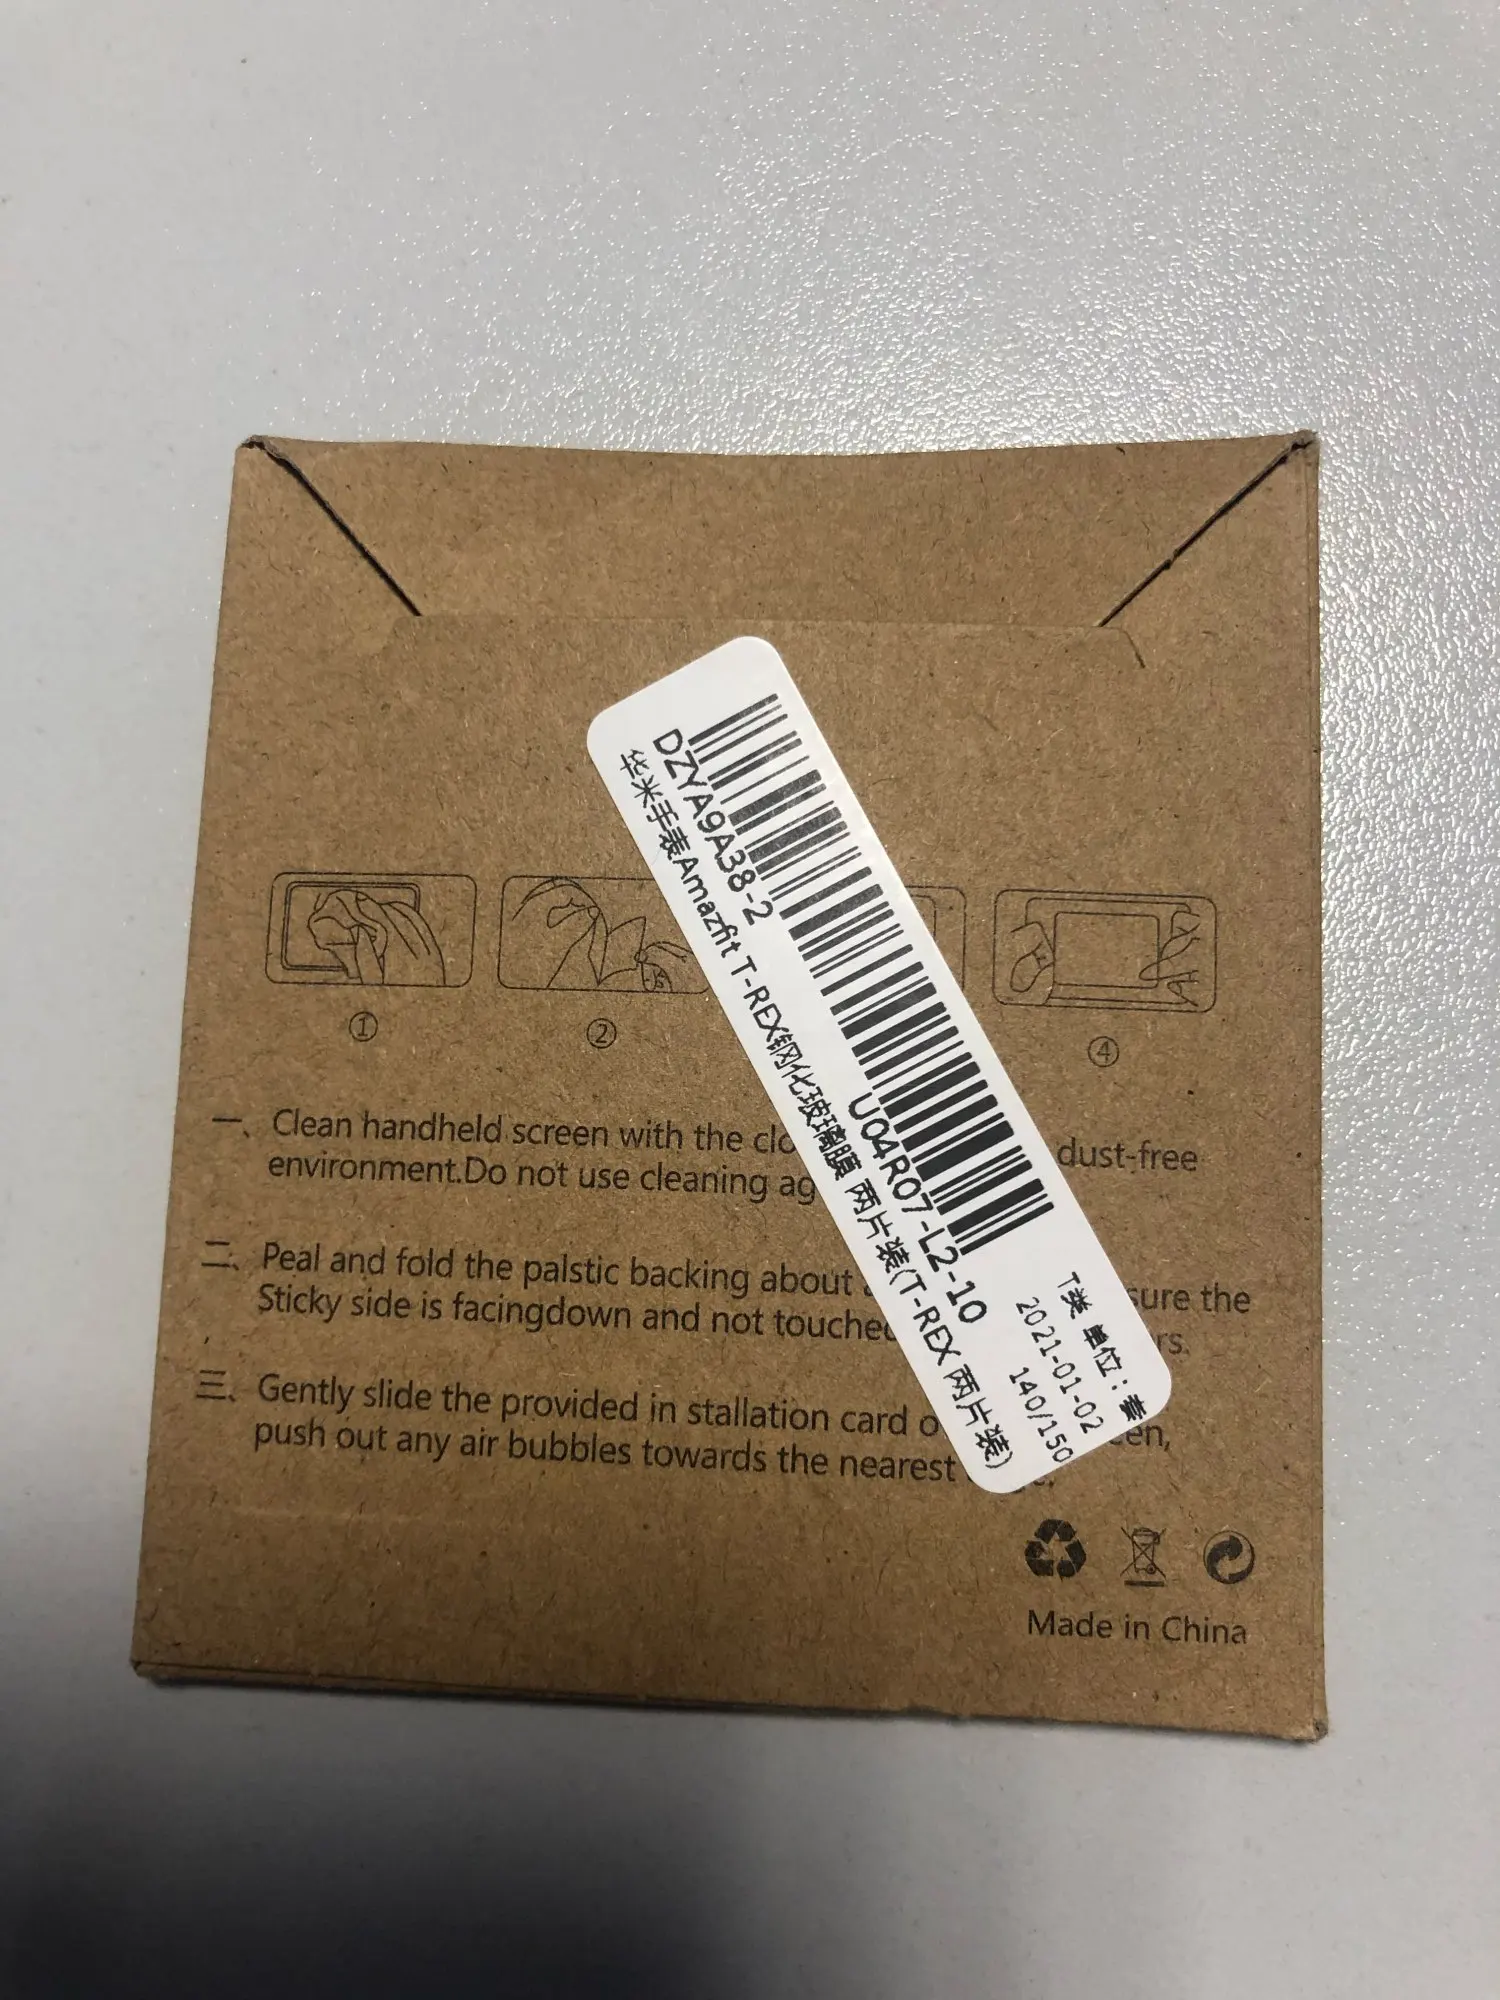 DZYA9A38-2
U04R07-L2-10
华米手表Amazfit T-REX钢化玻璃膜 两片装(T-REX 两片装)
T类 单位:套
2021-01-02
140/150
① ② ④
一、Clean handheld screen with the clo dust-free
environment.Do not use cleaning ag
二、Peal and fold the palstic backing about sure the
Sticky side is facingdown and not touched rs.
三、Gently slide the provided in stallation card o en,
push out any air bubbles towards the nearest
Made in China